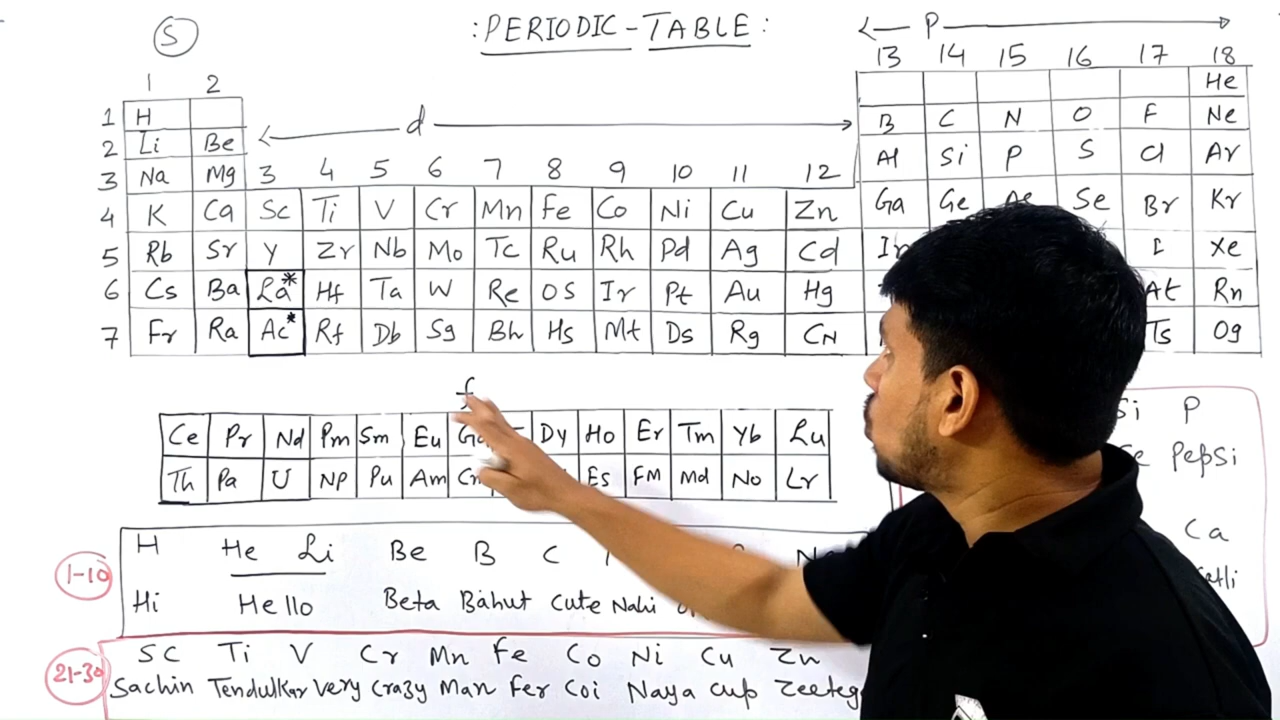 S :PERIODIC-TABLE: P
13 14 15 16 17 18
1 2 He
1 H
d B C N O F Ne
2 Li Be
3 Na Mg 3 4 5 6 7 8 9 10 11 12 Al Si P S Cl Ar
4 K Ca Sc Ti V Cr Mn Fe Co Ni Cu Zn Ga Ge As Se Br Kr
5 Rb Sr Y Zr Nb Mo Tc Ru Rh Pd Ag Cd I Xe
6 Cs Ba La* Hf Ta W Re OS Ir Pt Au Hg At Rn
7 Fr Ra Ac* Rf Db Sg Bh Hs Mt Ds Rg CN Ts Og
f
Ce Pr Nd Pm Sm Eu Dy Ho Er Tm Yb Lu
Th Pa U NP Pu Am Es FM Md No Lr
Si P
Pepsi
Ca
1-10 H He Li Be B C
Hi Hello Beta Bahut Cute Nahi
21-30 SC Ti V Cr Mn Fe Co Ni Cu Zn
Sachin Tendulkar Very Crazy Man Fer Coi Naya Cup